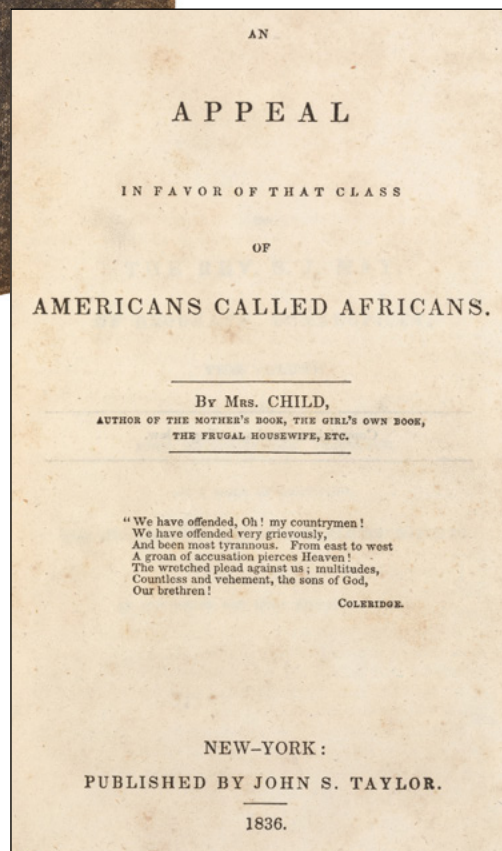 AN
APPEAL
IN FAVOR OF THAT CLASS
OF
AMERICANS CALLED AFRICANS.
By Mrs. CHILD,
AUTHOR OF THE MOTHER'S BOOK, THE GIRL'S OWN BOOK,
THE FRUGAL HOUSEWIFE, ETC.
"We have offended, Oh! my countrymen!
We have offended very grievously,
And been most tyrannous. From east to west
A groan of accusation pierces Heaven!
The wretched plead against us; multitudes,
Countless and vehement, the sons of God,
Our brethren!
COLERIDGE.
NEW-YORK:
PUBLISHED BY JOHN S. TAYLOR.
1836.